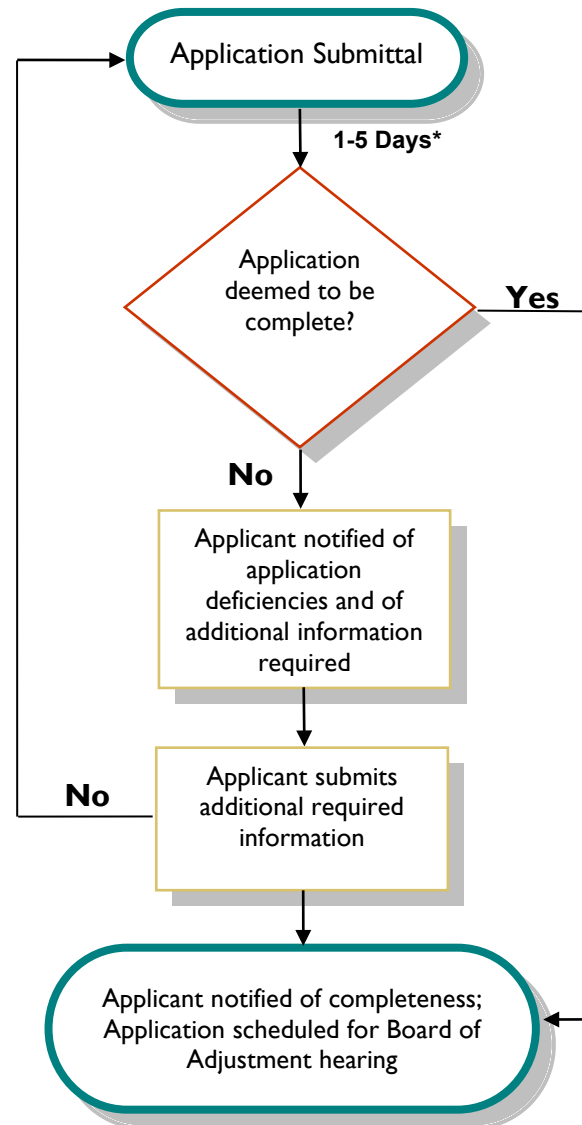 Application Submittal
1-5 Days*
Application
deemed to be
complete?
Yes
No
Applicant notified of
application
deficiencies and of
additional information
required
Applicant submits
additional required
information
No
Applicant notified of completeness;
Application scheduled for Board of
Adjustment hearing